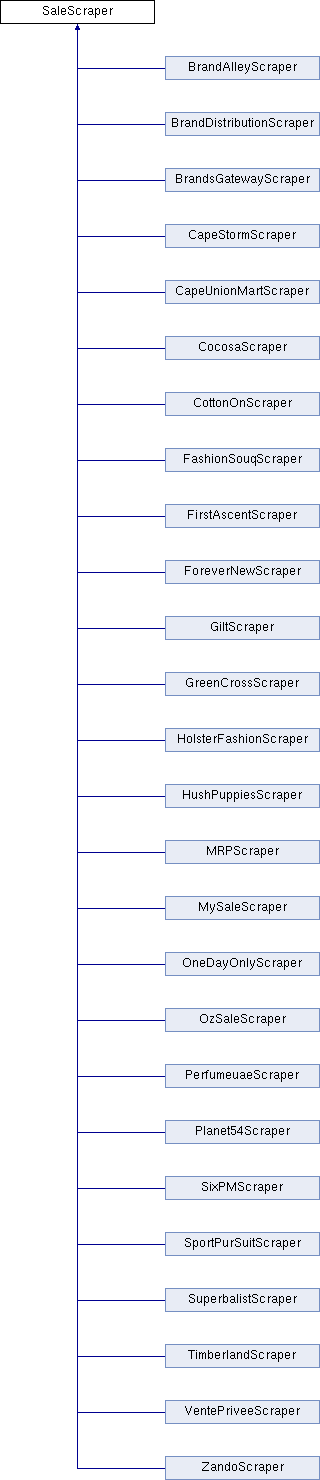 SaleScraper
BrandAlleyScraper
BrandDistributionScraper
BrandsGatewayScraper
CapeStormScraper
CapeUnionMartScraper
CocosaScraper
CottonOnScraper
FashionSouqScraper
FirstAscentScraper
ForeverNewScraper
GiltScraper
GreenCrossScraper
HolsterFashionScraper
HushPuppiesScraper
MRPScraper
MySaleScraper
OneDayOnlyScraper
OzSaleScraper
PerfumeuaeScraper
Planet54Scraper
SixPMScraper
SportPurSuitScraper
SuperbalistScraper
TimberlandScraper
VentePriveeScraper
ZandoScraper